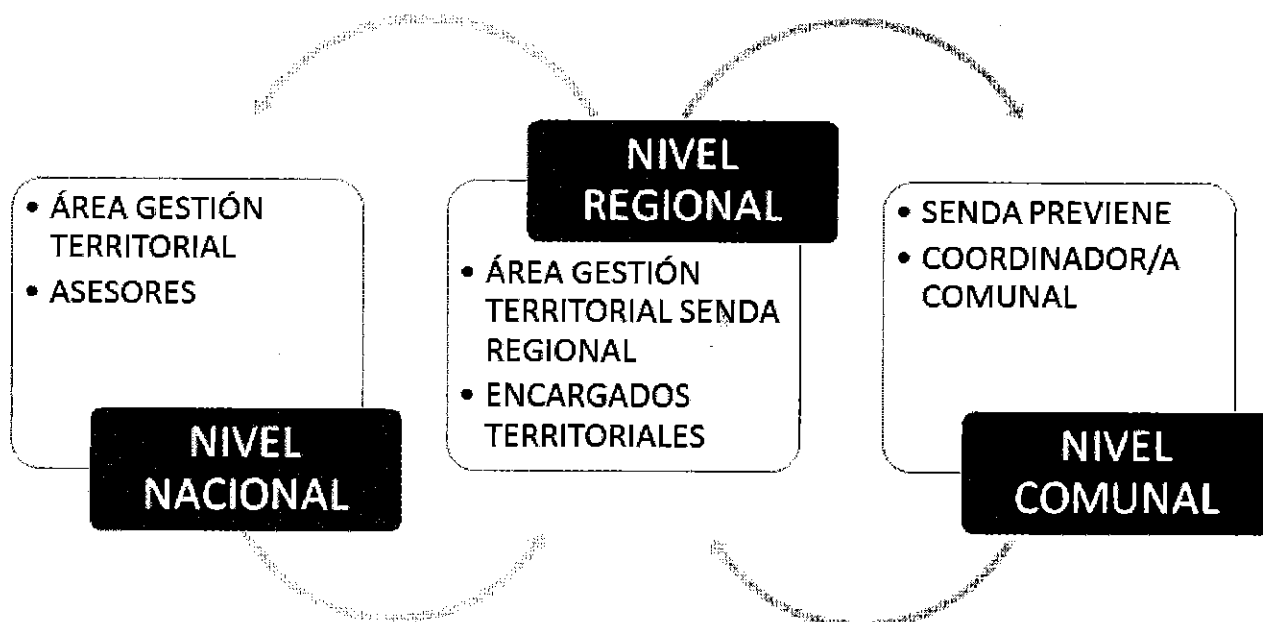 • ÁREA GESTIÓN
TERRITORIAL
• ASESORES
NIVEL
NACIONAL
NIVEL
REGIONAL
• ÁREA GESTIÓN
TERRITORIAL SENDA
REGIONAL
• ENCARGADOS
TERRITORIALES
• SENDA PREVIENE
• COORDINADOR/A
COMUNAL
NIVEL
COMUNAL